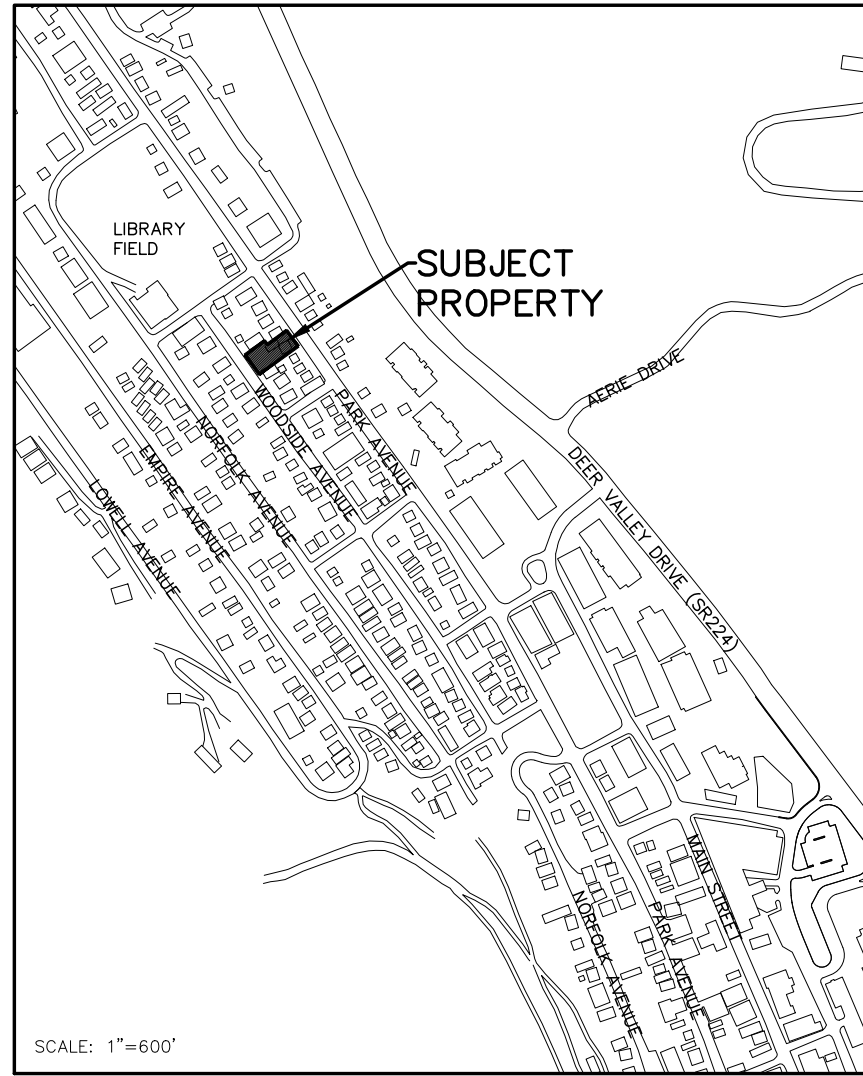 LIBRARY
FIELD
SUBJECT
PROPERTY
AERIE DRIVE
PARK AVENUE
WOODSIDE AVENUE
NORFOLK AVENUE
EMPIRE AVENUE
LOWELL AVENUE
DEER VALLEY DRIVE (SR224)
MAIN STREET
PARK AVENUE
NORFOLK AVENUE
SCALE: 1"=600'